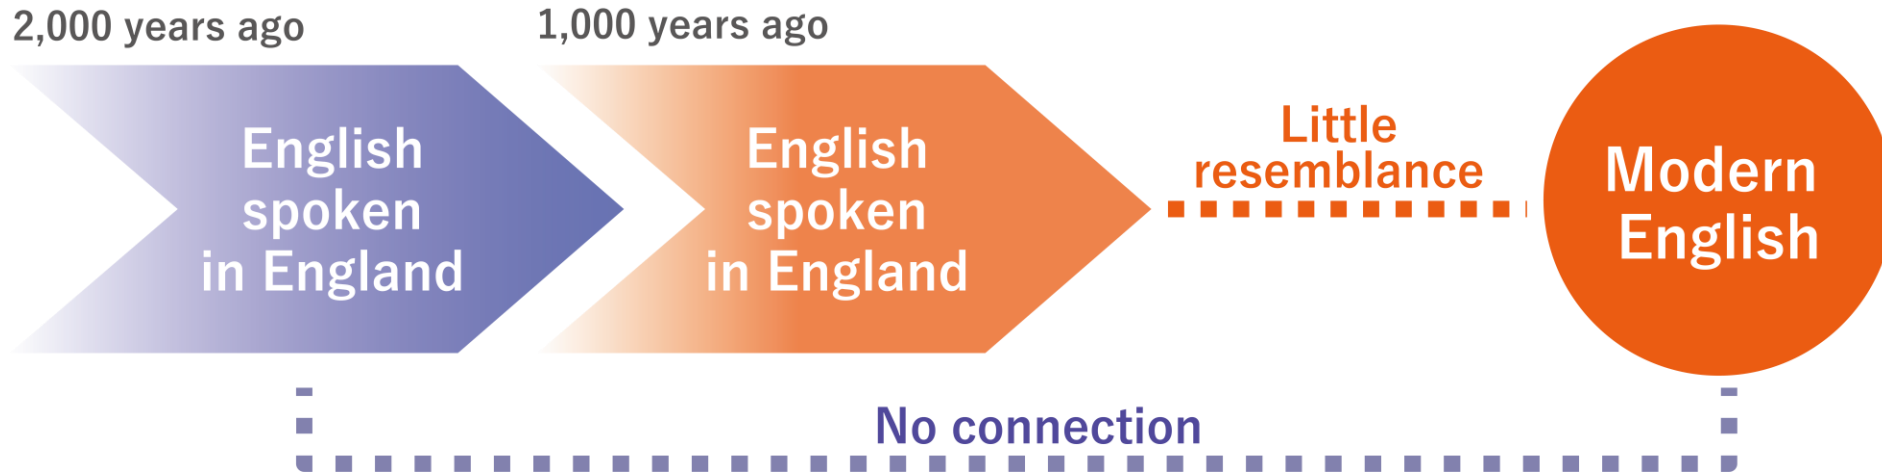 2,000 years ago
1,000 years ago
English
spoken
in England
English
spoken
in England
Little
resemblance
Modern
English
No connection